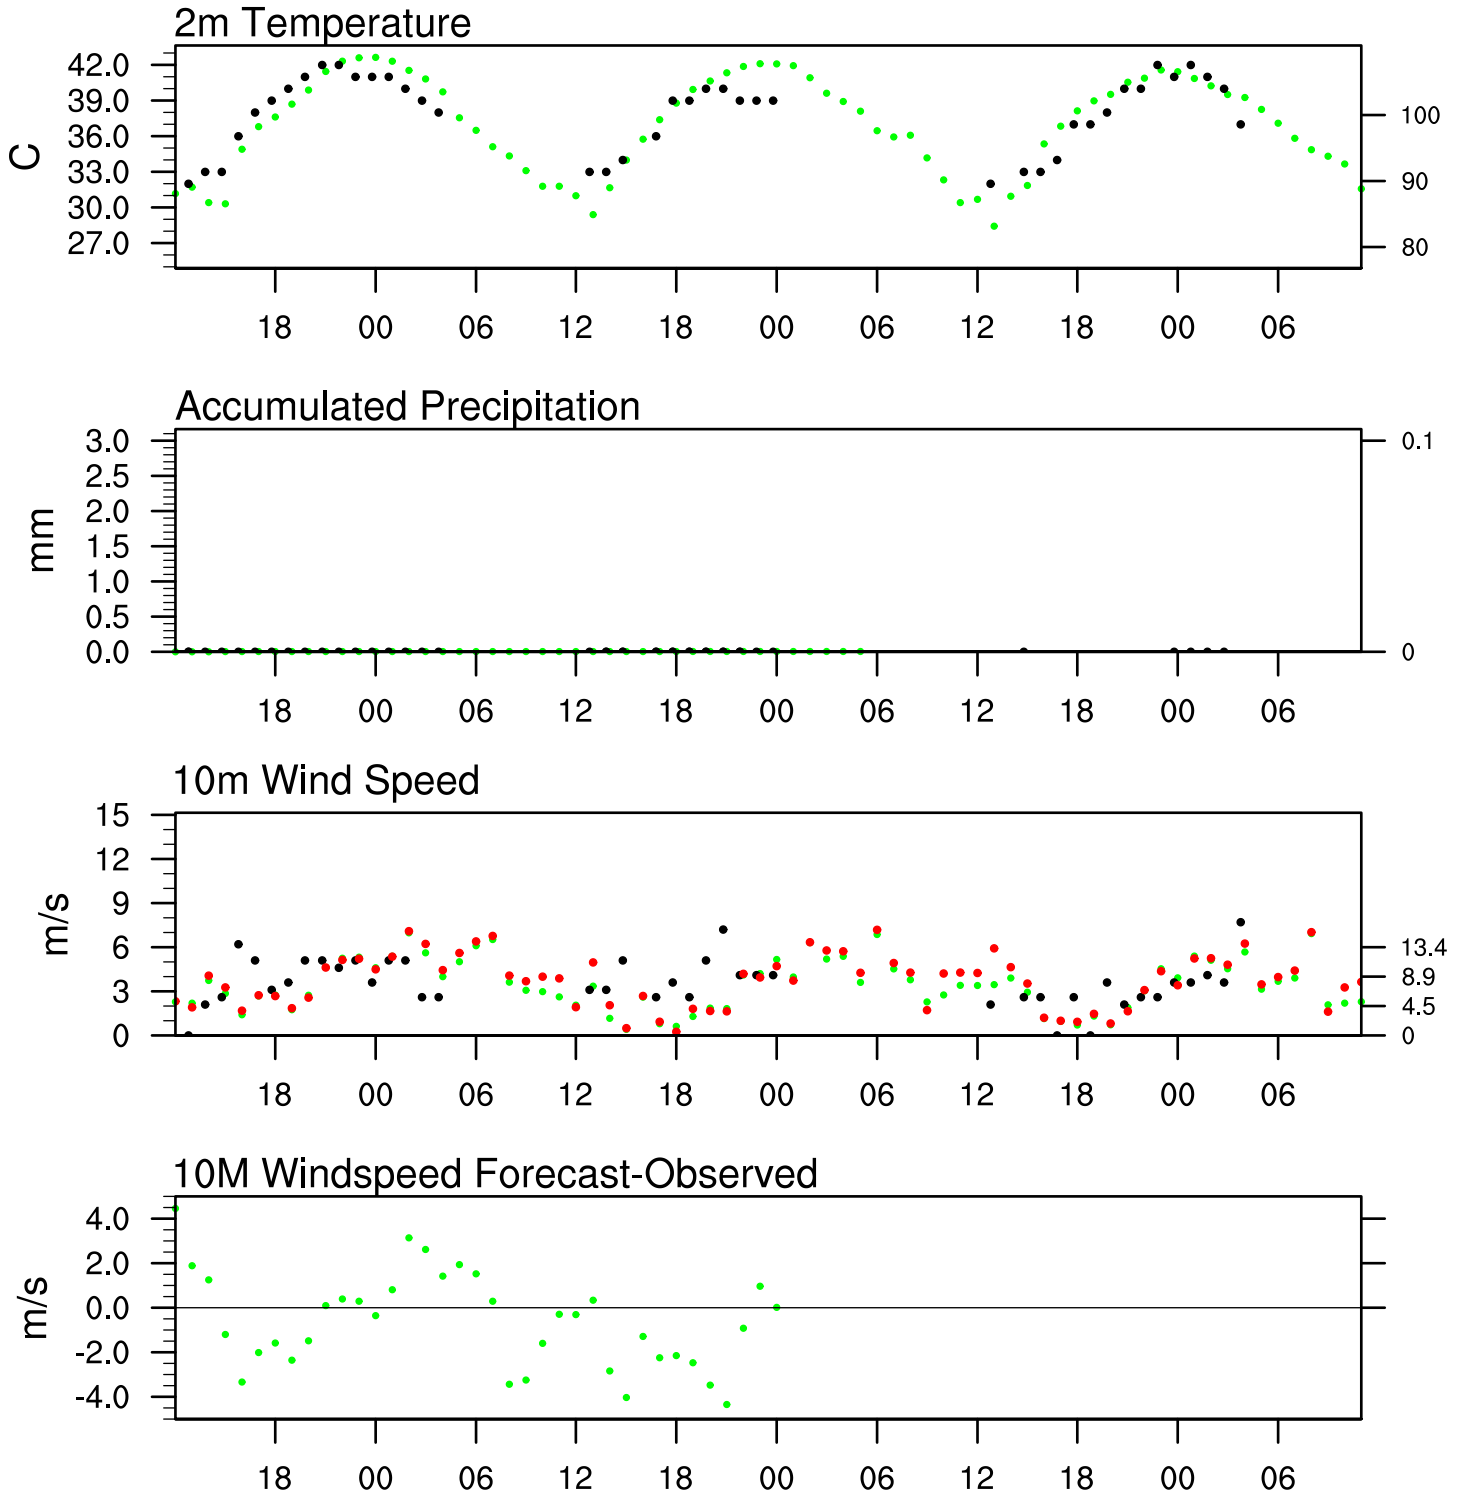 2m Temperature
42.0
39.0
36.0
33.0
30.0
27.0
C
100
90
80
18 00 06 12 18 00 06 12 18 00 06
Accumulated Precipitation
3.0
2.5
2.0
1.5
1.0
0.5
0.0
mm
0.1
0
18 00 06 12 18 00 06 12 18 00 06
10m Wind Speed
15
12
9
6
3
0
m/s
13.4
8.9
4.5
0
18 00 06 12 18 00 06 12 18 00 06
10M Windspeed Forecast-Observed
4.0
2.0
0.0
-2.0
-4.0
m/s
18 00 06 12 18 00 06 12 18 00 06